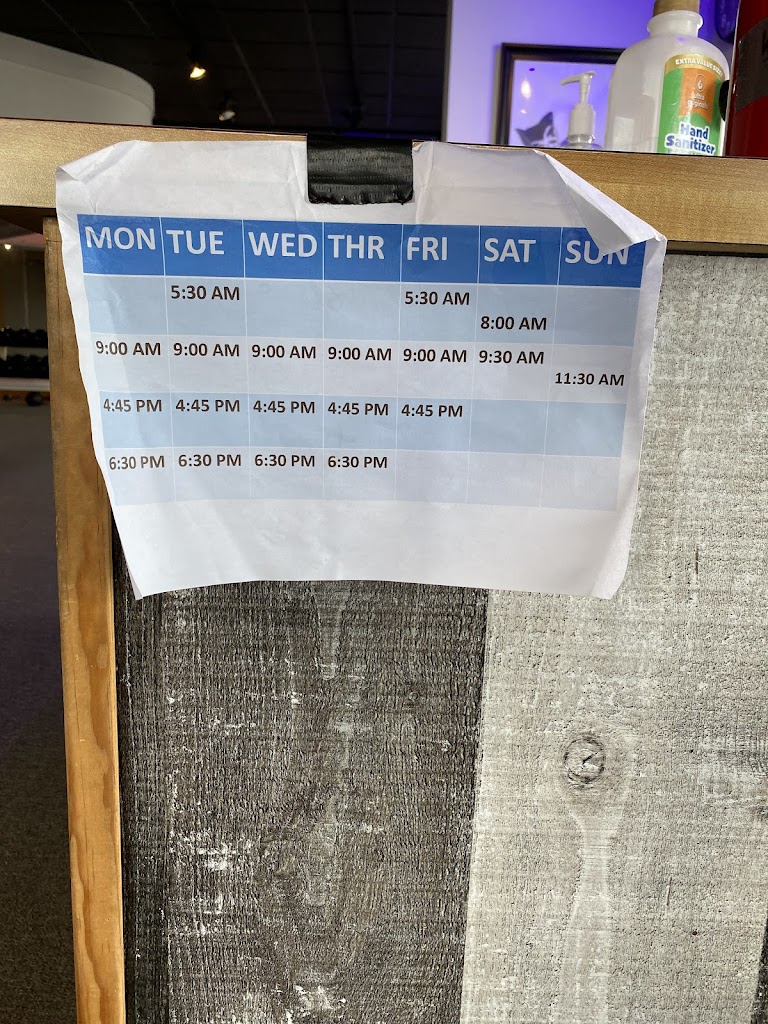 EXTRA VALUE SIZE
Hand
Sanitizer
MON TUE WED THR FRI SAT SUN
5:30 AM 5:30 AM
8:00 AM
9:00 AM 9:00 AM 9:00 AM 9:00 AM 9:00 AM 9:30 AM
11:30 AM
4:45 PM 4:45 PM 4:45 PM 4:45 PM 4:45 PM
6:30 PM 6:30 PM 6:30 PM 6:30 PM